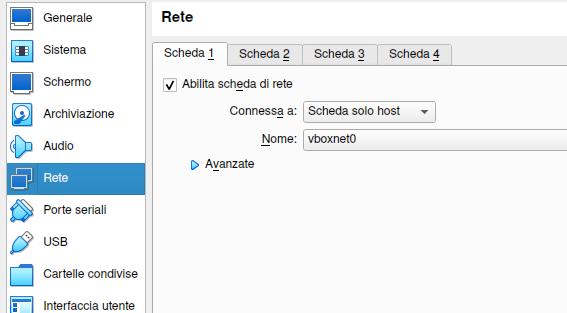 Generale
Sistema
Schermo
Archiviazione
Audio
Rete
Porte seriali
USB
Cartelle condivise
Interfaccia utente
Rete
Scheda 1
Scheda 2
Scheda 3
Scheda 4
Abilita scheda di rete
Connessa a: Scheda solo host
Nome: vboxnet0
Avanzate